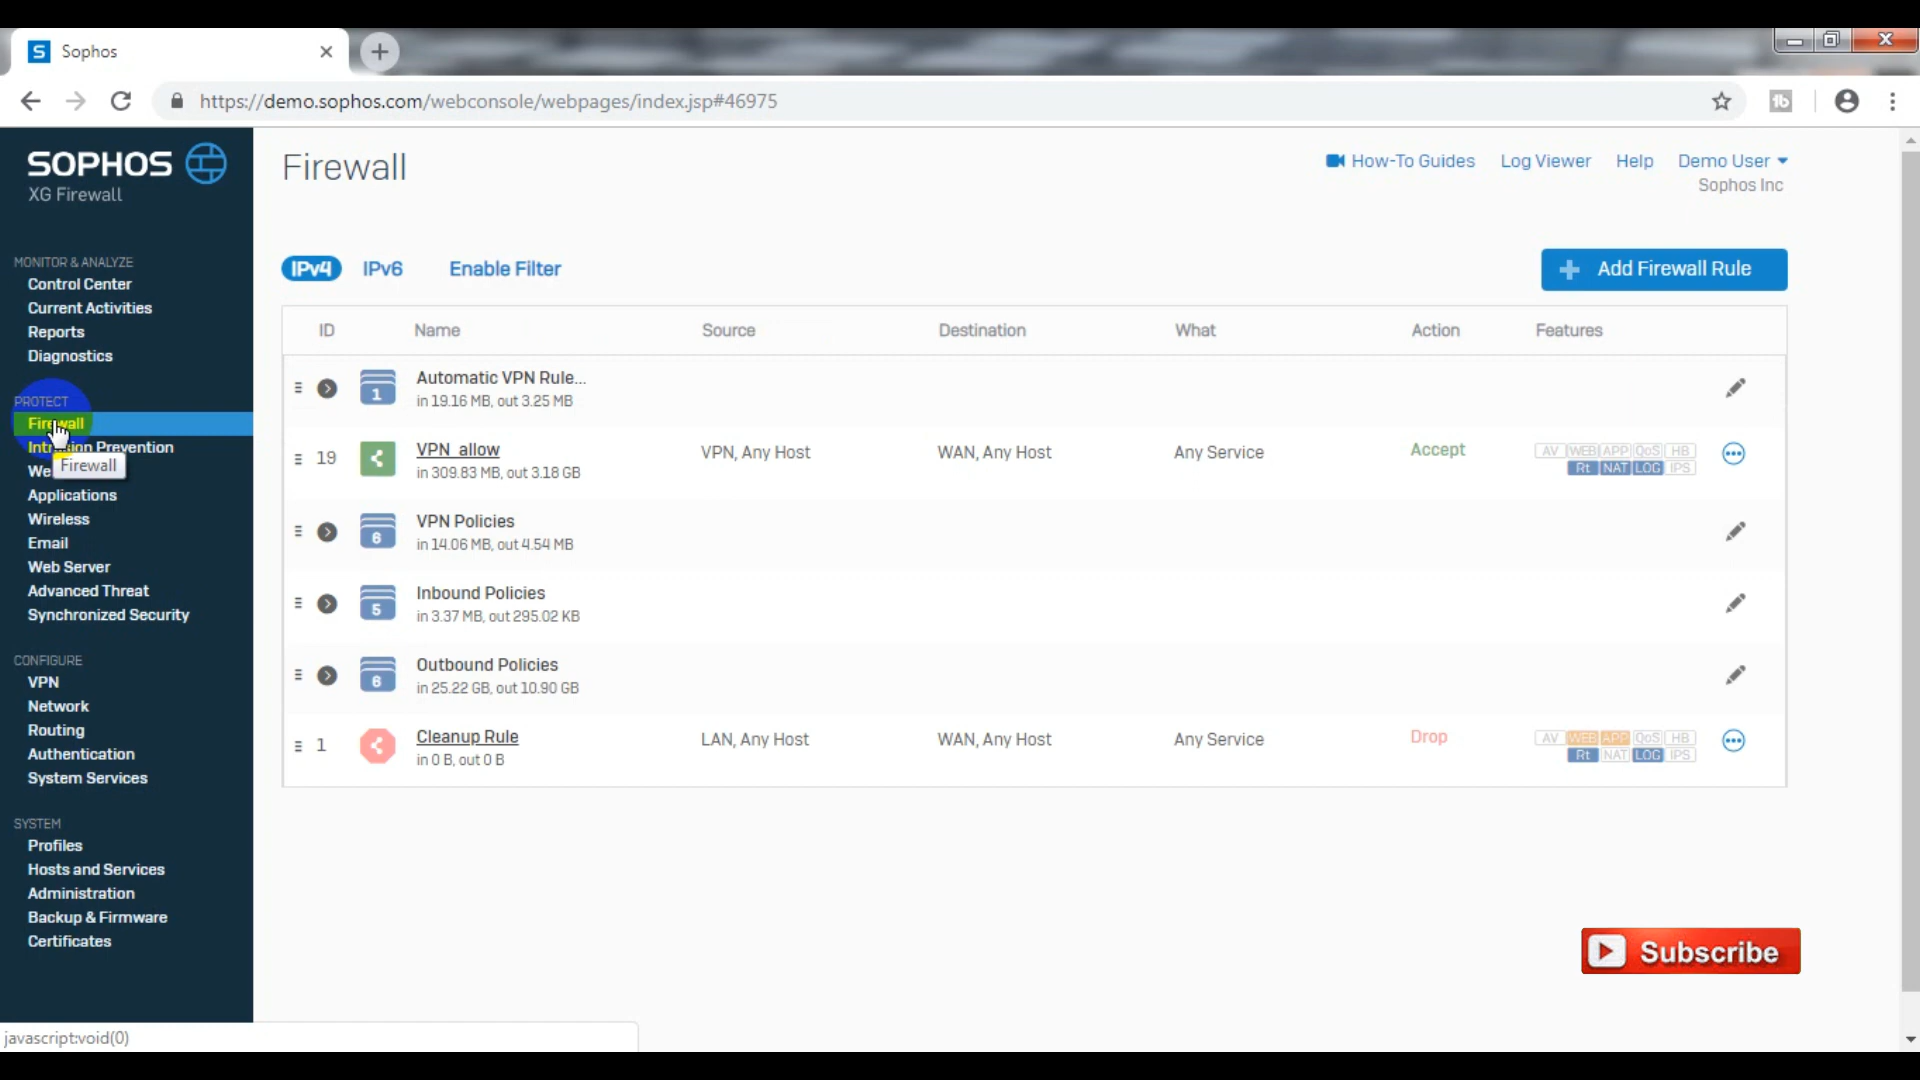 Sophos
https://demo.sophos.com/webconsole/webpages/index.jsp#46975
SOPHOS
XG Firewall
MONITOR & ANALYZE
Control Center
Current Activities
Reports
Diagnostics
PROTECT
Firewall
Intrusion Prevention
We
Firewall
Applications
Wireless
Email
Web Server
Advanced Threat
Synchronized Security
CONFIGURE
VPN
Network
Routing
Authentication
System Services
SYSTEM
Profiles
Hosts and Services
Administration
Backup & Firmware
Certificates
javascript:void(0)
Firewall
How-To Guides Log Viewer Help Demo User
Sophos Inc
IPv4 IPv6 Enable Filter
Add Firewall Rule
ID Name Source Destination What Action Features
1 Automatic VPN Rule...
in 19.16 MB, out 3.25 MB
19 VPN_allow VPN, Any Host WAN, Any Host Any Service Accept AV WEB APP QoS HB
in 309.83 MB, out 3.18 GB Rt NAT LOG IPS
6 VPN Policies
in 14.06 MB, out 4.54 MB
5 Inbound Policies
in 3.37 MB, out 295.02 KB
6 Outbound Policies
in 25.22 GB, out 10.90 GB
1 Cleanup Rule LAN, Any Host WAN, Any Host Any Service Drop AV WEB APP QoS HB
in 0 B, out 0 B Rt NAT LOG IPS
Subscribe